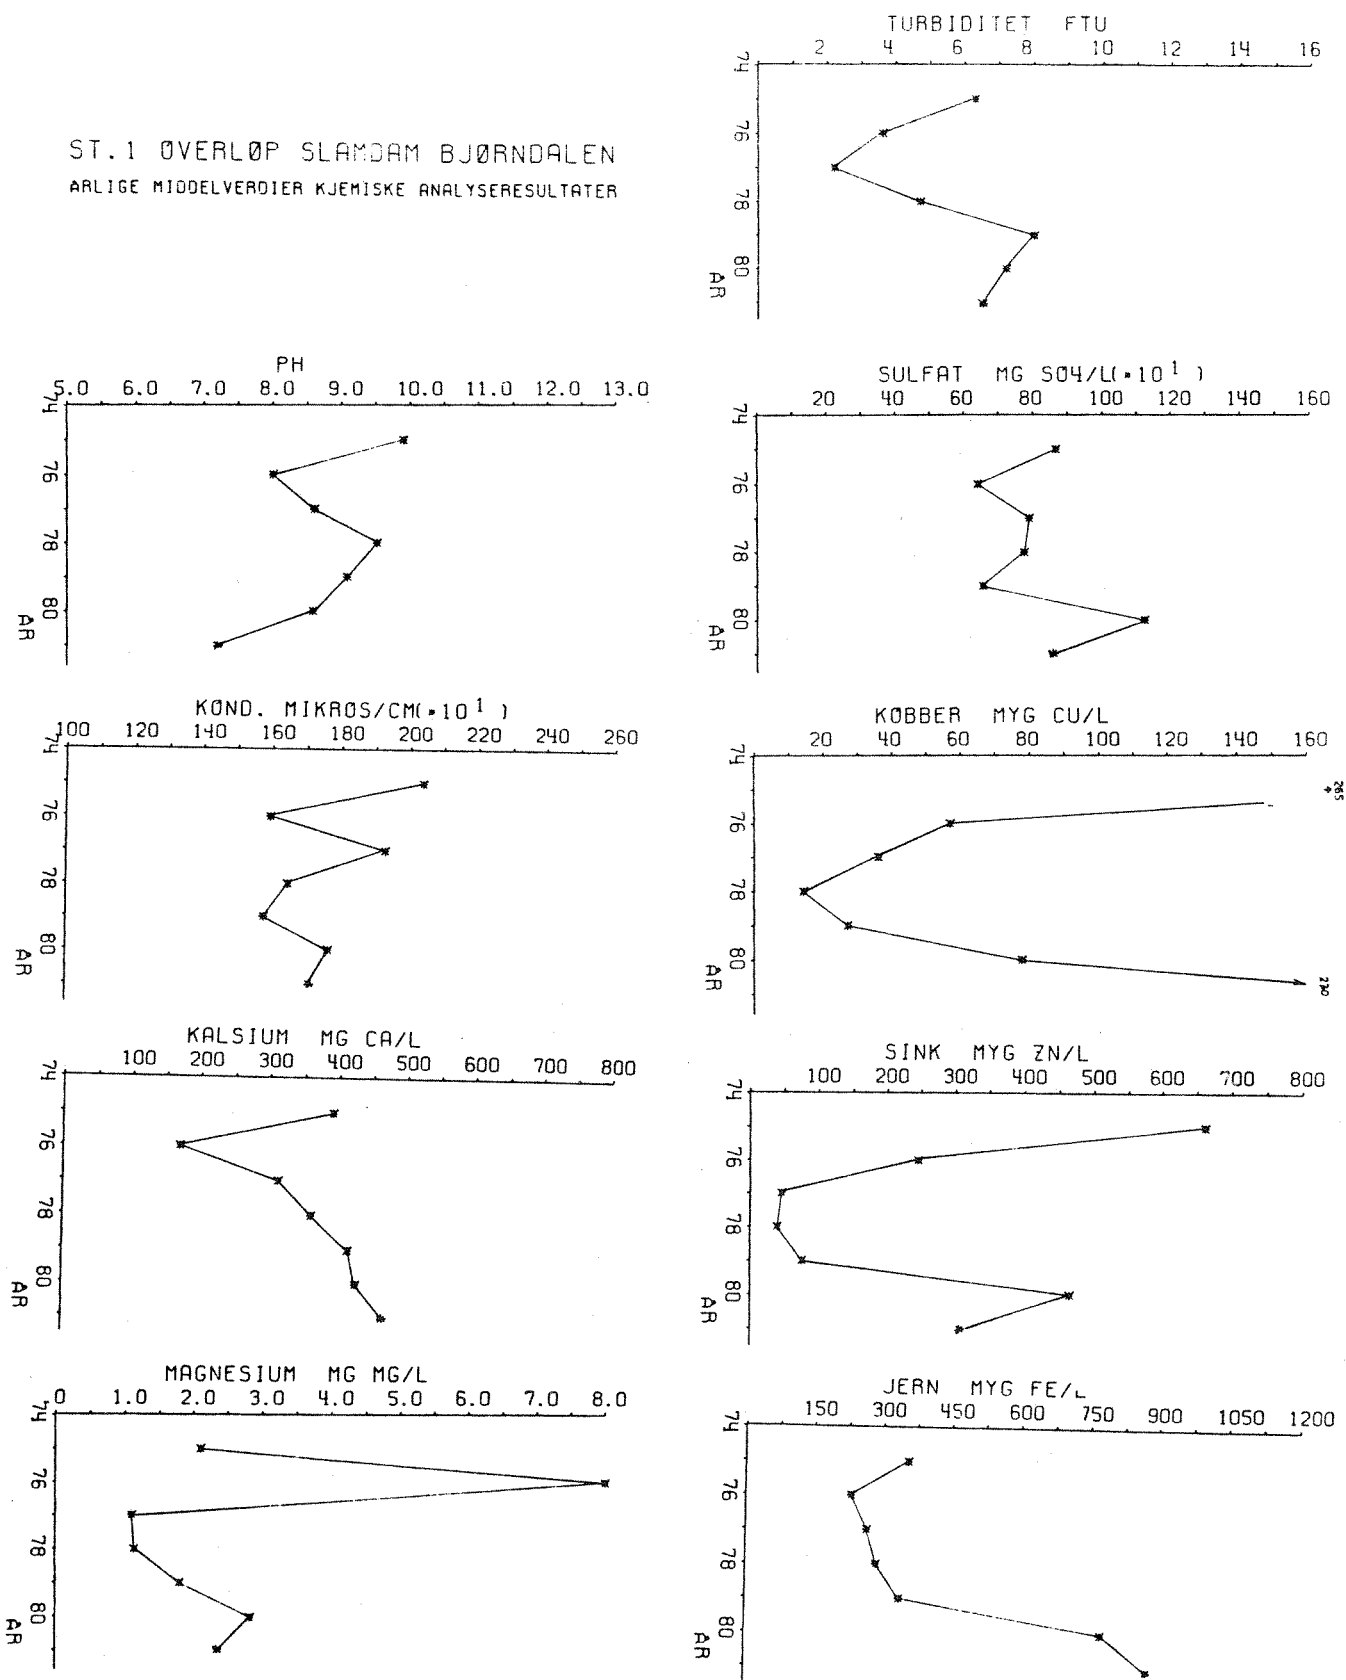 ST.1 OVERLØP SLAMDAM BJØRNDALEN
ARLIGE MIDDELVERDIER KJEMISKE ANALYSERESULTATER
TURBIDITET FTU
2 4 6 8 10 12 14 16
74
76
78
80
ÅR
PH
5.0 6.0 7.0 8.0 9.0 10.0 11.0 12.0 13.0
74
76
78
80
ÅR
SULFAT MG SO4/L(*10¹)
20 40 60 80 100 120 140 160
74
76
78
80
ÅR
KOND. MIKROS/CM(*10¹)
100 120 140 160 180 200 220 240 260
74
76
78
80
ÅR
KOBBER MYG CU/L
20 40 60 80 100 120 140 160
74
76
78
80
ÅR
265
230
KALSIUM MG CA/L
100 200 300 400 500 600 700 800
74
76
78
80
ÅR
SINK MYG ZN/L
100 200 300 400 500 600 700 800
74
76
78
80
ÅR
MAGNESIUM MG MG/L
.0 1.0 2.0 3.0 4.0 5.0 6.0 7.0 8.0
74
76
78
80
ÅR
JERN MYG FE/L
150 300 450 600 750 900 1050 1200
74
76
78
80
ÅR